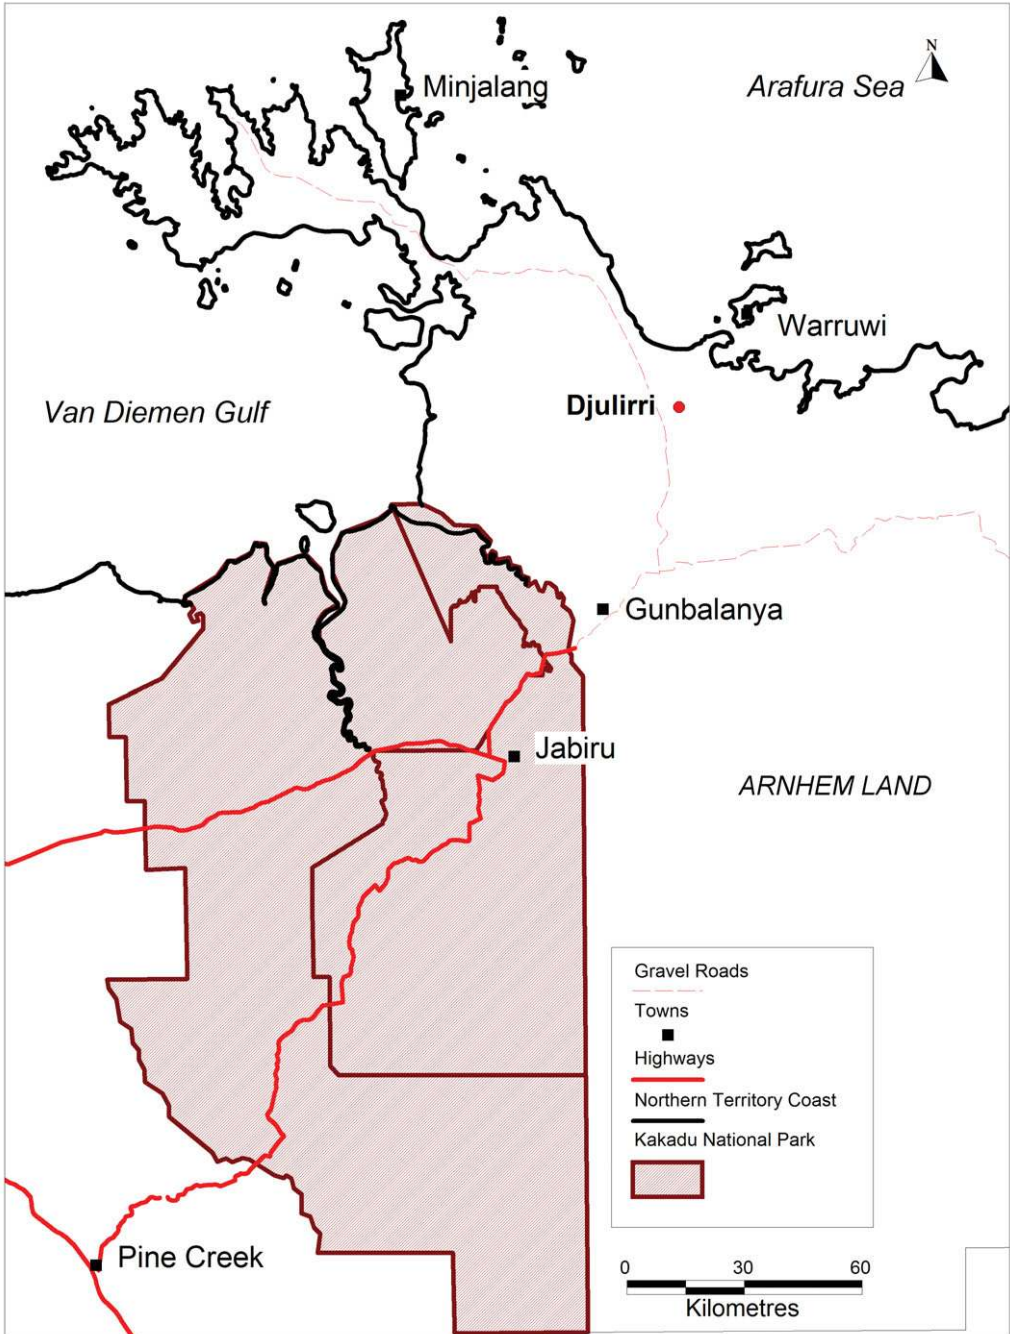 N
Minjalang
Arafura Sea
Warruwi
Van Diemen Gulf
Djulirri
Gunbalanya
Jabiru
ARNHEM LAND
Gravel Roads
Towns
Highways
Northern Territory Coast
Kakadu National Park
Pine Creek
0 30 60
Kilometres